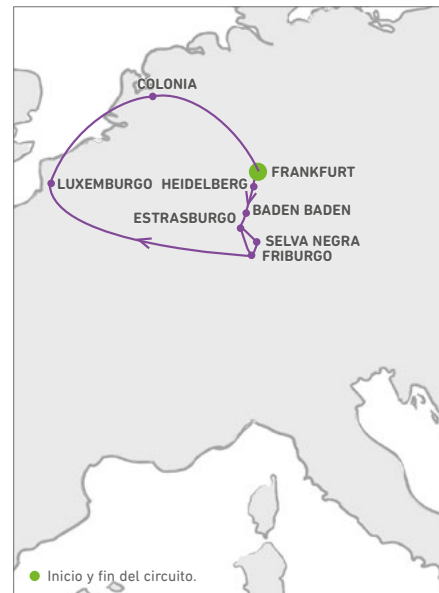 COLONIA
FRANKFURT
LUXEMBURGO
HEIDELBERG
BADEN BADEN
ESTRASBURGO
SELVA NEGRA
FRIBURGO
Inicio y fin del circuito.